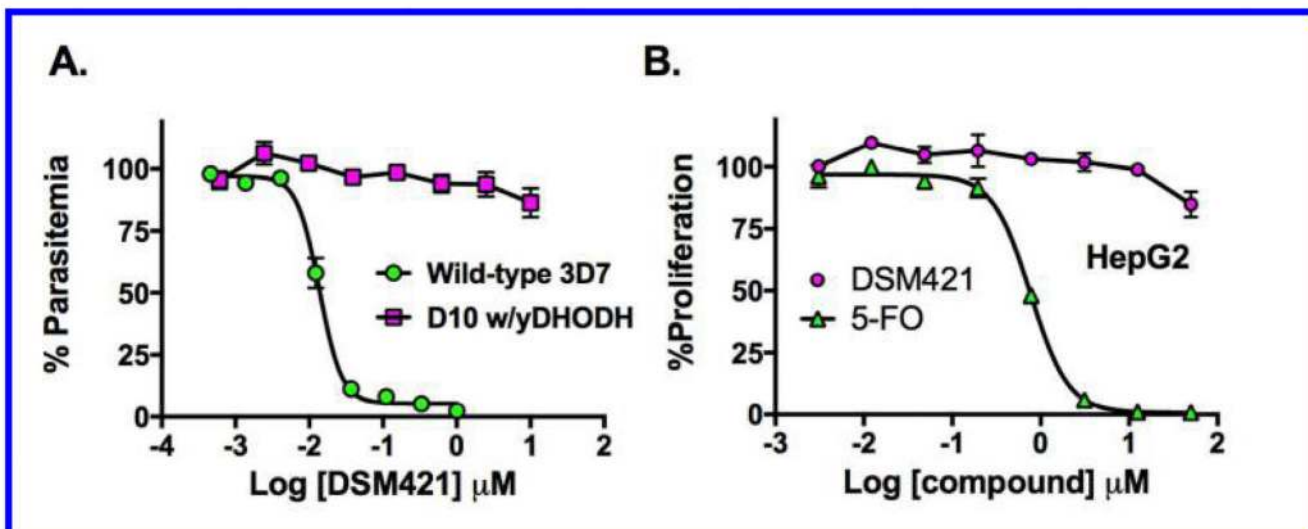 A.
% Parasitemia
100
75
50
25
0
-4 -3 -2 -1 0 1 2
Log [DSM421] μM
Wild-type 3D7
D10 w/yDHODH
B.
%Proliferation
100
75
50
25
0
-3 -2 -1 0 1 2
Log [compound] μM
HepG2
DSM421
5-FO